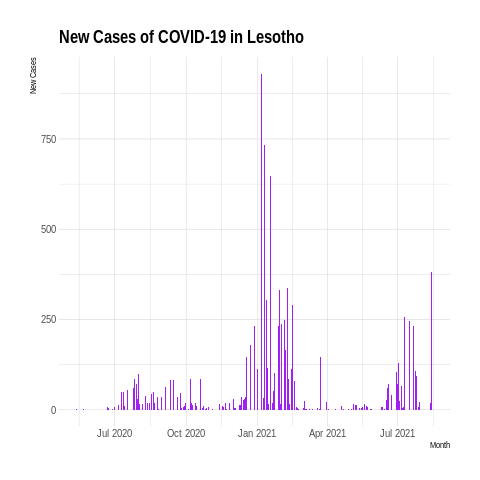 New Cases of COVID-19 in Lesotho
New Cases
750
500
250
0
Jul 2020 Oct 2020 Jan 2021 Apr 2021 Jul 2021
Month